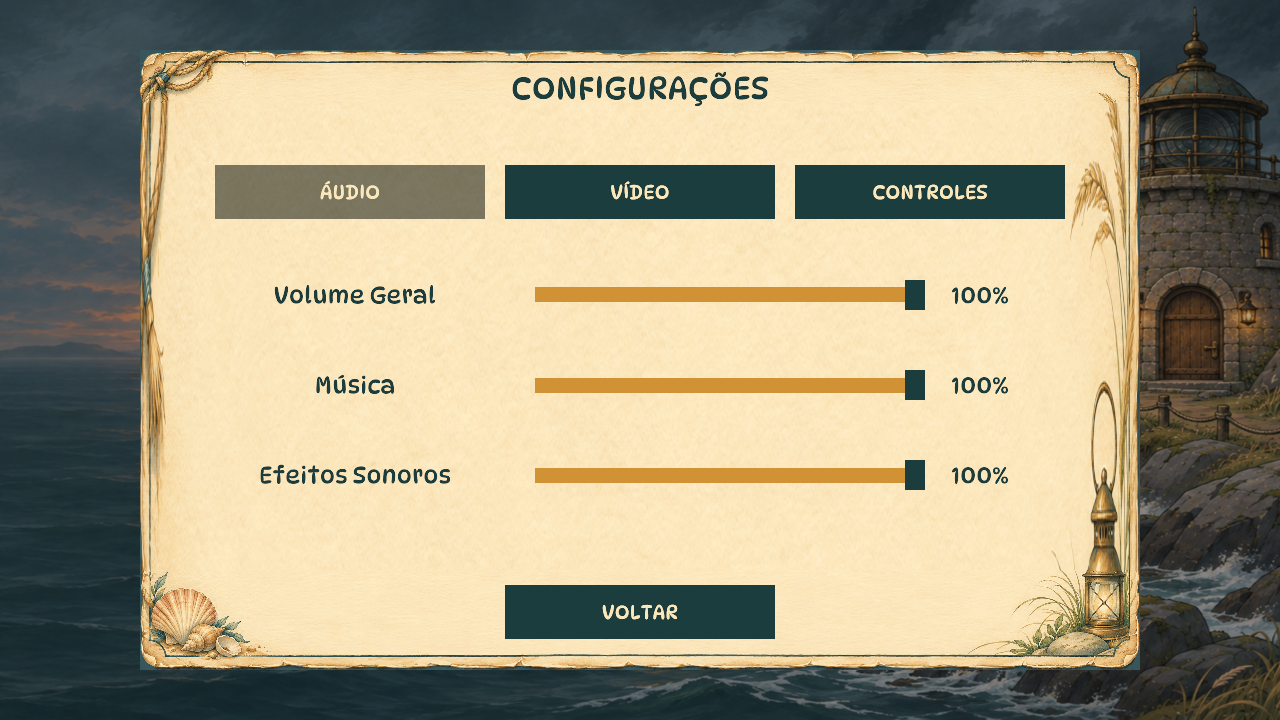 CONFIGURAÇÕES
ÁUDIO VÍDEO CONTROLES
Volume Geral 100%
Música 100%
Efeitos Sonoros 100%
VOLTAR